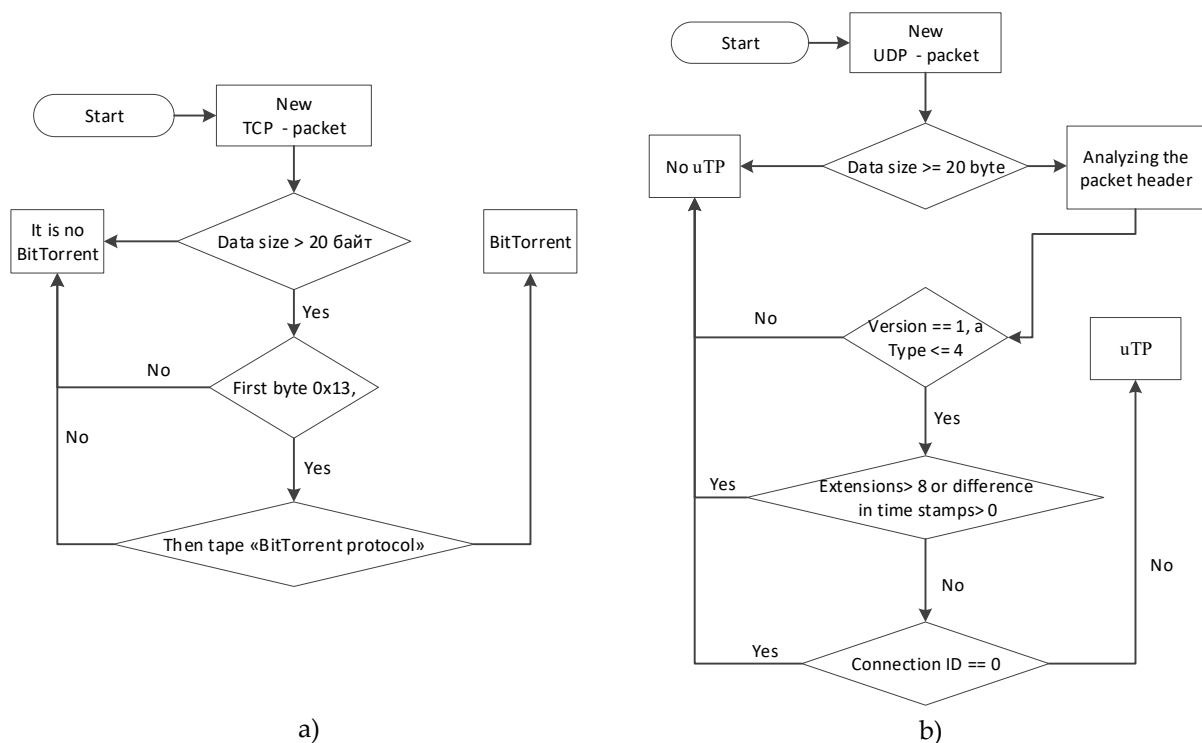 Start
New
TCP - packet
Data size > 20 байт
It is no
BitTorrent
BitTorrent
Yes
First byte 0x13,
No
Yes
No
Then tape «BitTorrent protocol»
a)
Start
New
UDP - packet
No uTP
Data size >= 20 byte
Analyzing the
packet header
Version == 1, a
Type <= 4
No
uTP
Yes
Extensions> 8 or difference
in time stamps> 0
Yes
No
No
Connection ID == 0
Yes
b)